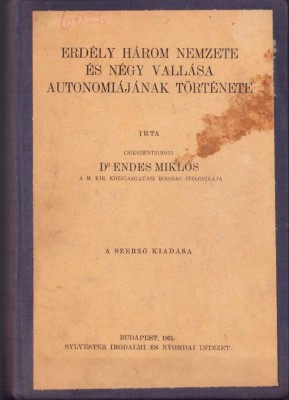 ERDÉLY HÁROM NEMZETE
ÉS NÉGY VALLÁSA
AUTONOMIÁJÁNAK TÖRTÉNETE
IRTA
CSIKSZENTSIMONI
Dr ENDES MIKLÓS
A M. KIR. KÖZIGAZGATÁSI BIRÓSÁG ITÉLŐBIRÁJA
A SZERZŐ KIADÁSA
BUDAPEST, 1935.
SYLVESTER IRODALMI ÉS NYOMDAI INTÉZET.